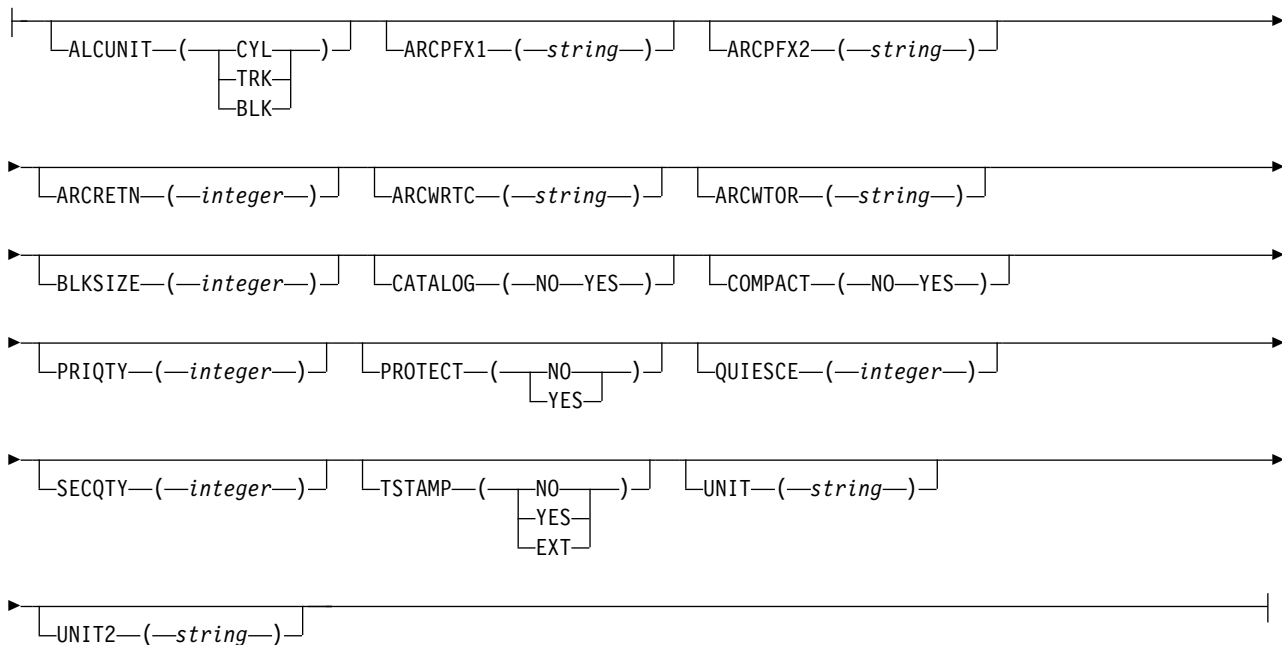 ALCUNIT ( CYL ) ARCPFX1 ( string ) ARCPFX2 ( string )
TRK
BLK
ARCRETN ( integer ) ARCWRTC ( string ) ARCWTOR ( string )
BLKSIZE ( integer ) CATALOG ( NO YES ) COMPACT ( NO YES )
PRIQTY ( integer ) PROTECT ( NO ) QUIESCE ( integer )
YES
SECQTY ( integer ) TSTAMP ( NO ) UNIT ( string )
YES
EXT
UNIT2 ( string )